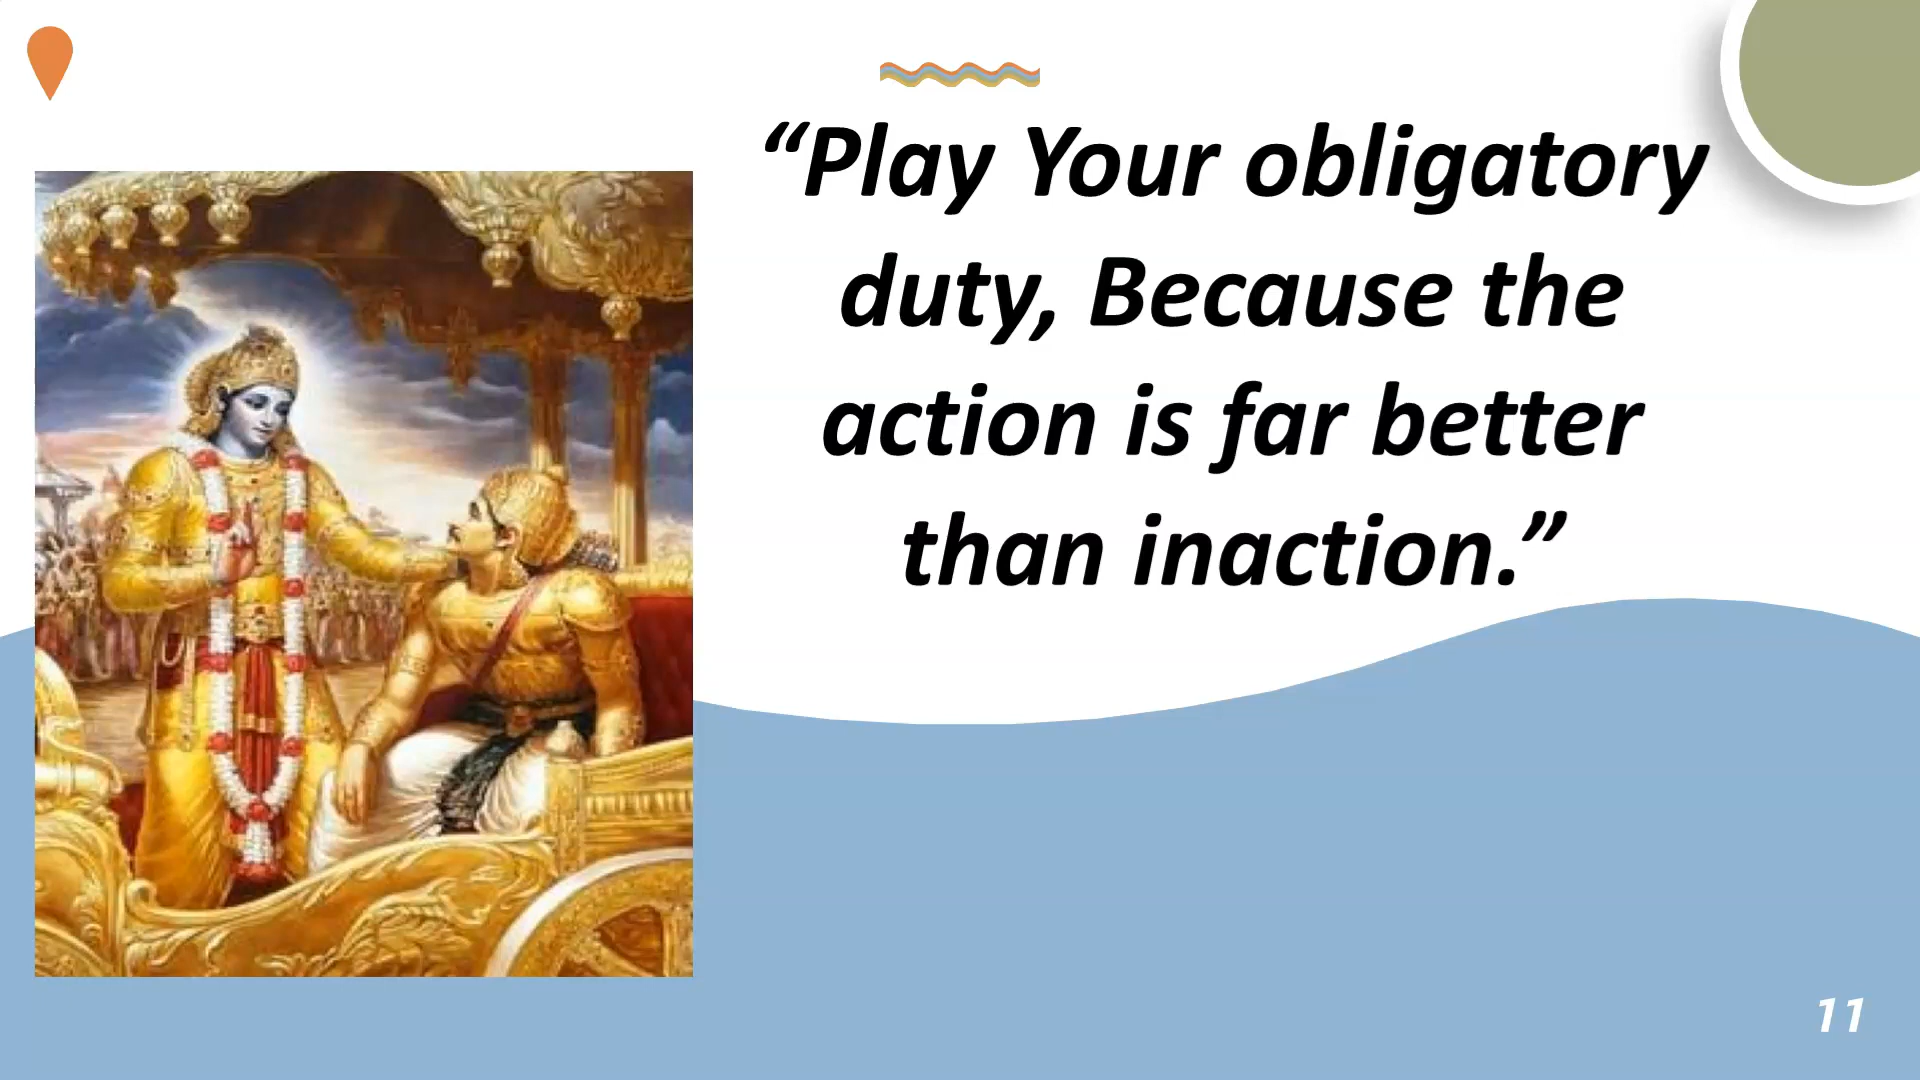 “Play Your obligatory
duty, Because the
action is far better
than inaction.”
11